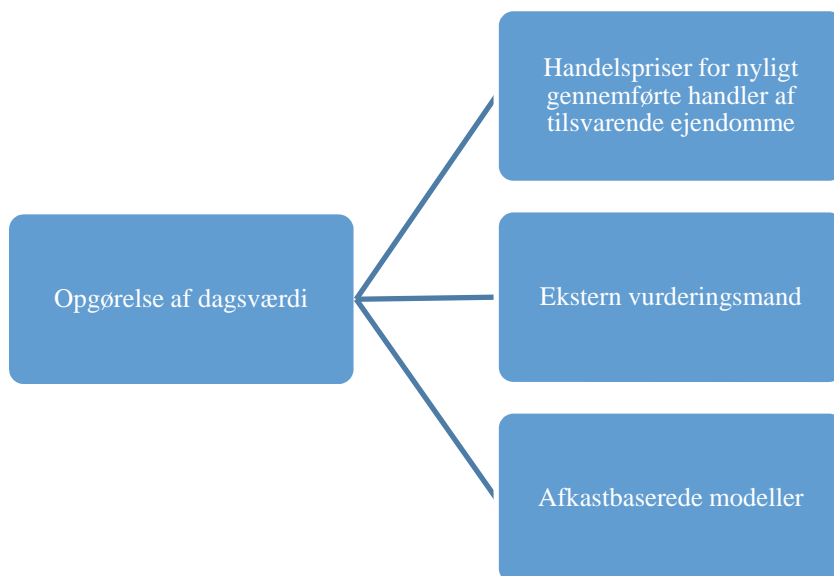 Opgørelse af dagsværdi
Handelspriser for nyligt
gennemførte handler af
tilsvarende ejendomme
Ekstern vurderingsmand
Afkastbaserede modeller